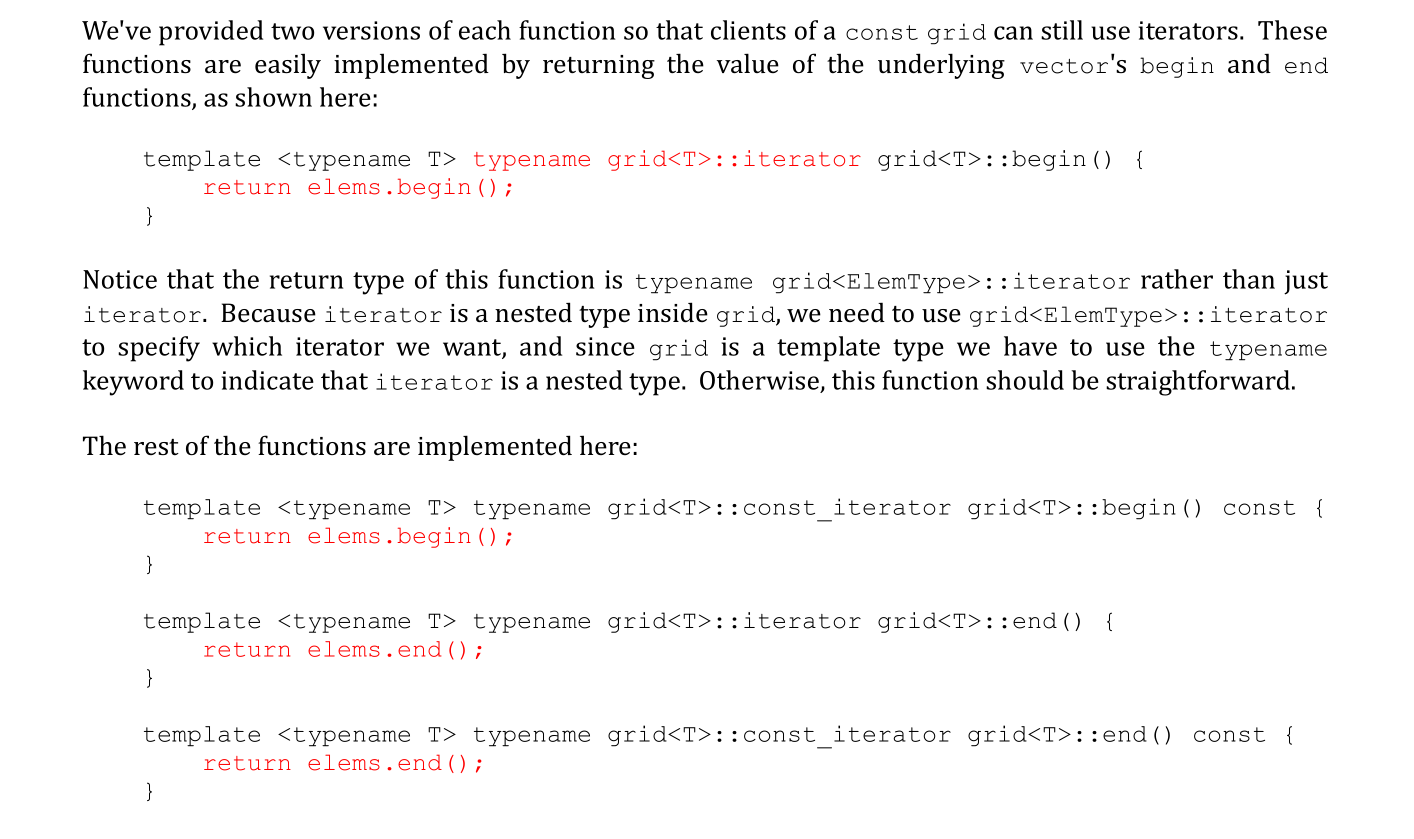 We've provided two versions of each function so that clients of a const grid can still use iterators. These
functions are easily implemented by returning the value of the underlying vector's begin and end
functions, as shown here:
template <typename T> typename grid<T>::iterator grid<T>::begin() {
return elems.begin();
}
Notice that the return type of this function is typename grid<ElemType>::iterator rather than just
iterator. Because iterator is a nested type inside grid, we need to use grid<ElemType>::iterator
to specify which iterator we want, and since grid is a template type we have to use the typename
keyword to indicate that iterator is a nested type. Otherwise, this function should be straightforward.
The rest of the functions are implemented here:
template <typename T> typename grid<T>::const_iterator grid<T>::begin() const {
return elems.begin();
}
template <typename T> typename grid<T>::iterator grid<T>::end() {
return elems.end();
}
template <typename T> typename grid<T>::const_iterator grid<T>::end() const {
return elems.end();
}